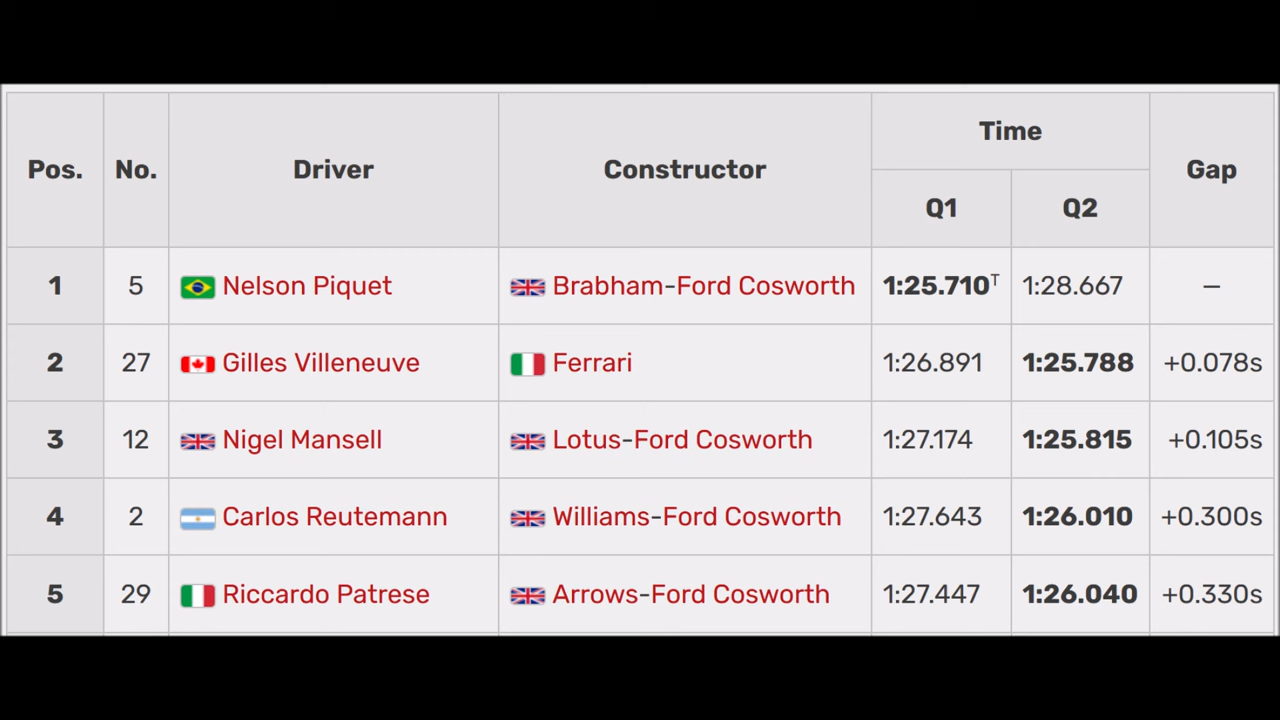 Pos. No. Driver Constructor Time Gap
Q1 Q2
1 5 Nelson Piquet Brabham-Ford Cosworth 1:25.710ᵀ 1:28.667 –
2 27 Gilles Villeneuve Ferrari 1:26.891 1:25.788 +0.078s
3 12 Nigel Mansell Lotus-Ford Cosworth 1:27.174 1:25.815 +0.105s
4 2 Carlos Reutemann Williams-Ford Cosworth 1:27.643 1:26.010 +0.300s
5 29 Riccardo Patrese Arrows-Ford Cosworth 1:27.447 1:26.040 +0.330s